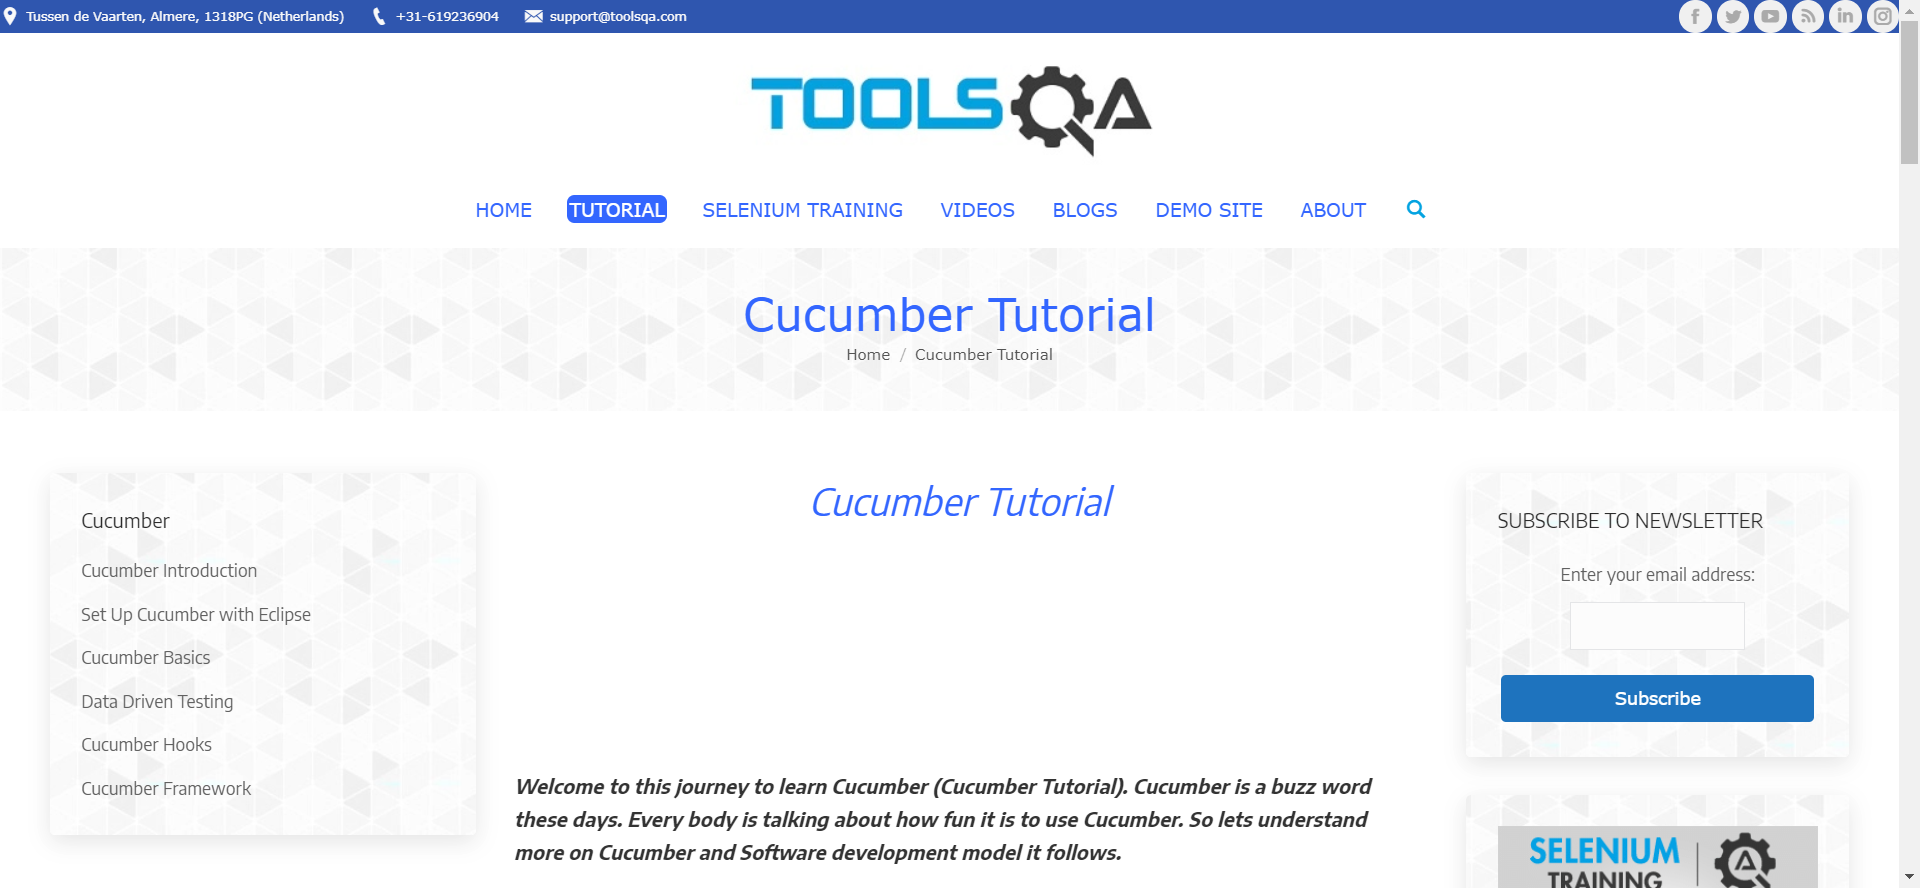 Tussen de Vaarten, Almere, 1318PG (Netherlands) +31-619236904 support@toolsqa.com
TOOLSQA
HOME TUTORIAL SELENIUM TRAINING VIDEOS BLOGS DEMO SITE ABOUT
Cucumber Tutorial
Home / Cucumber Tutorial
Cucumber
Cucumber Introduction
Set Up Cucumber with Eclipse
Cucumber Basics
Data Driven Testing
Cucumber Hooks
Cucumber Framework
Cucumber Tutorial
Welcome to this journey to learn Cucumber (Cucumber Tutorial). Cucumber is a buzz word
these days. Every body is talking about how fun it is to use Cucumber. So lets understand
more on Cucumber and Software development model it follows.
SUBSCRIBE TO NEWSLETTER
Enter your email address:
Subscribe
SELENIUM
TRAINING